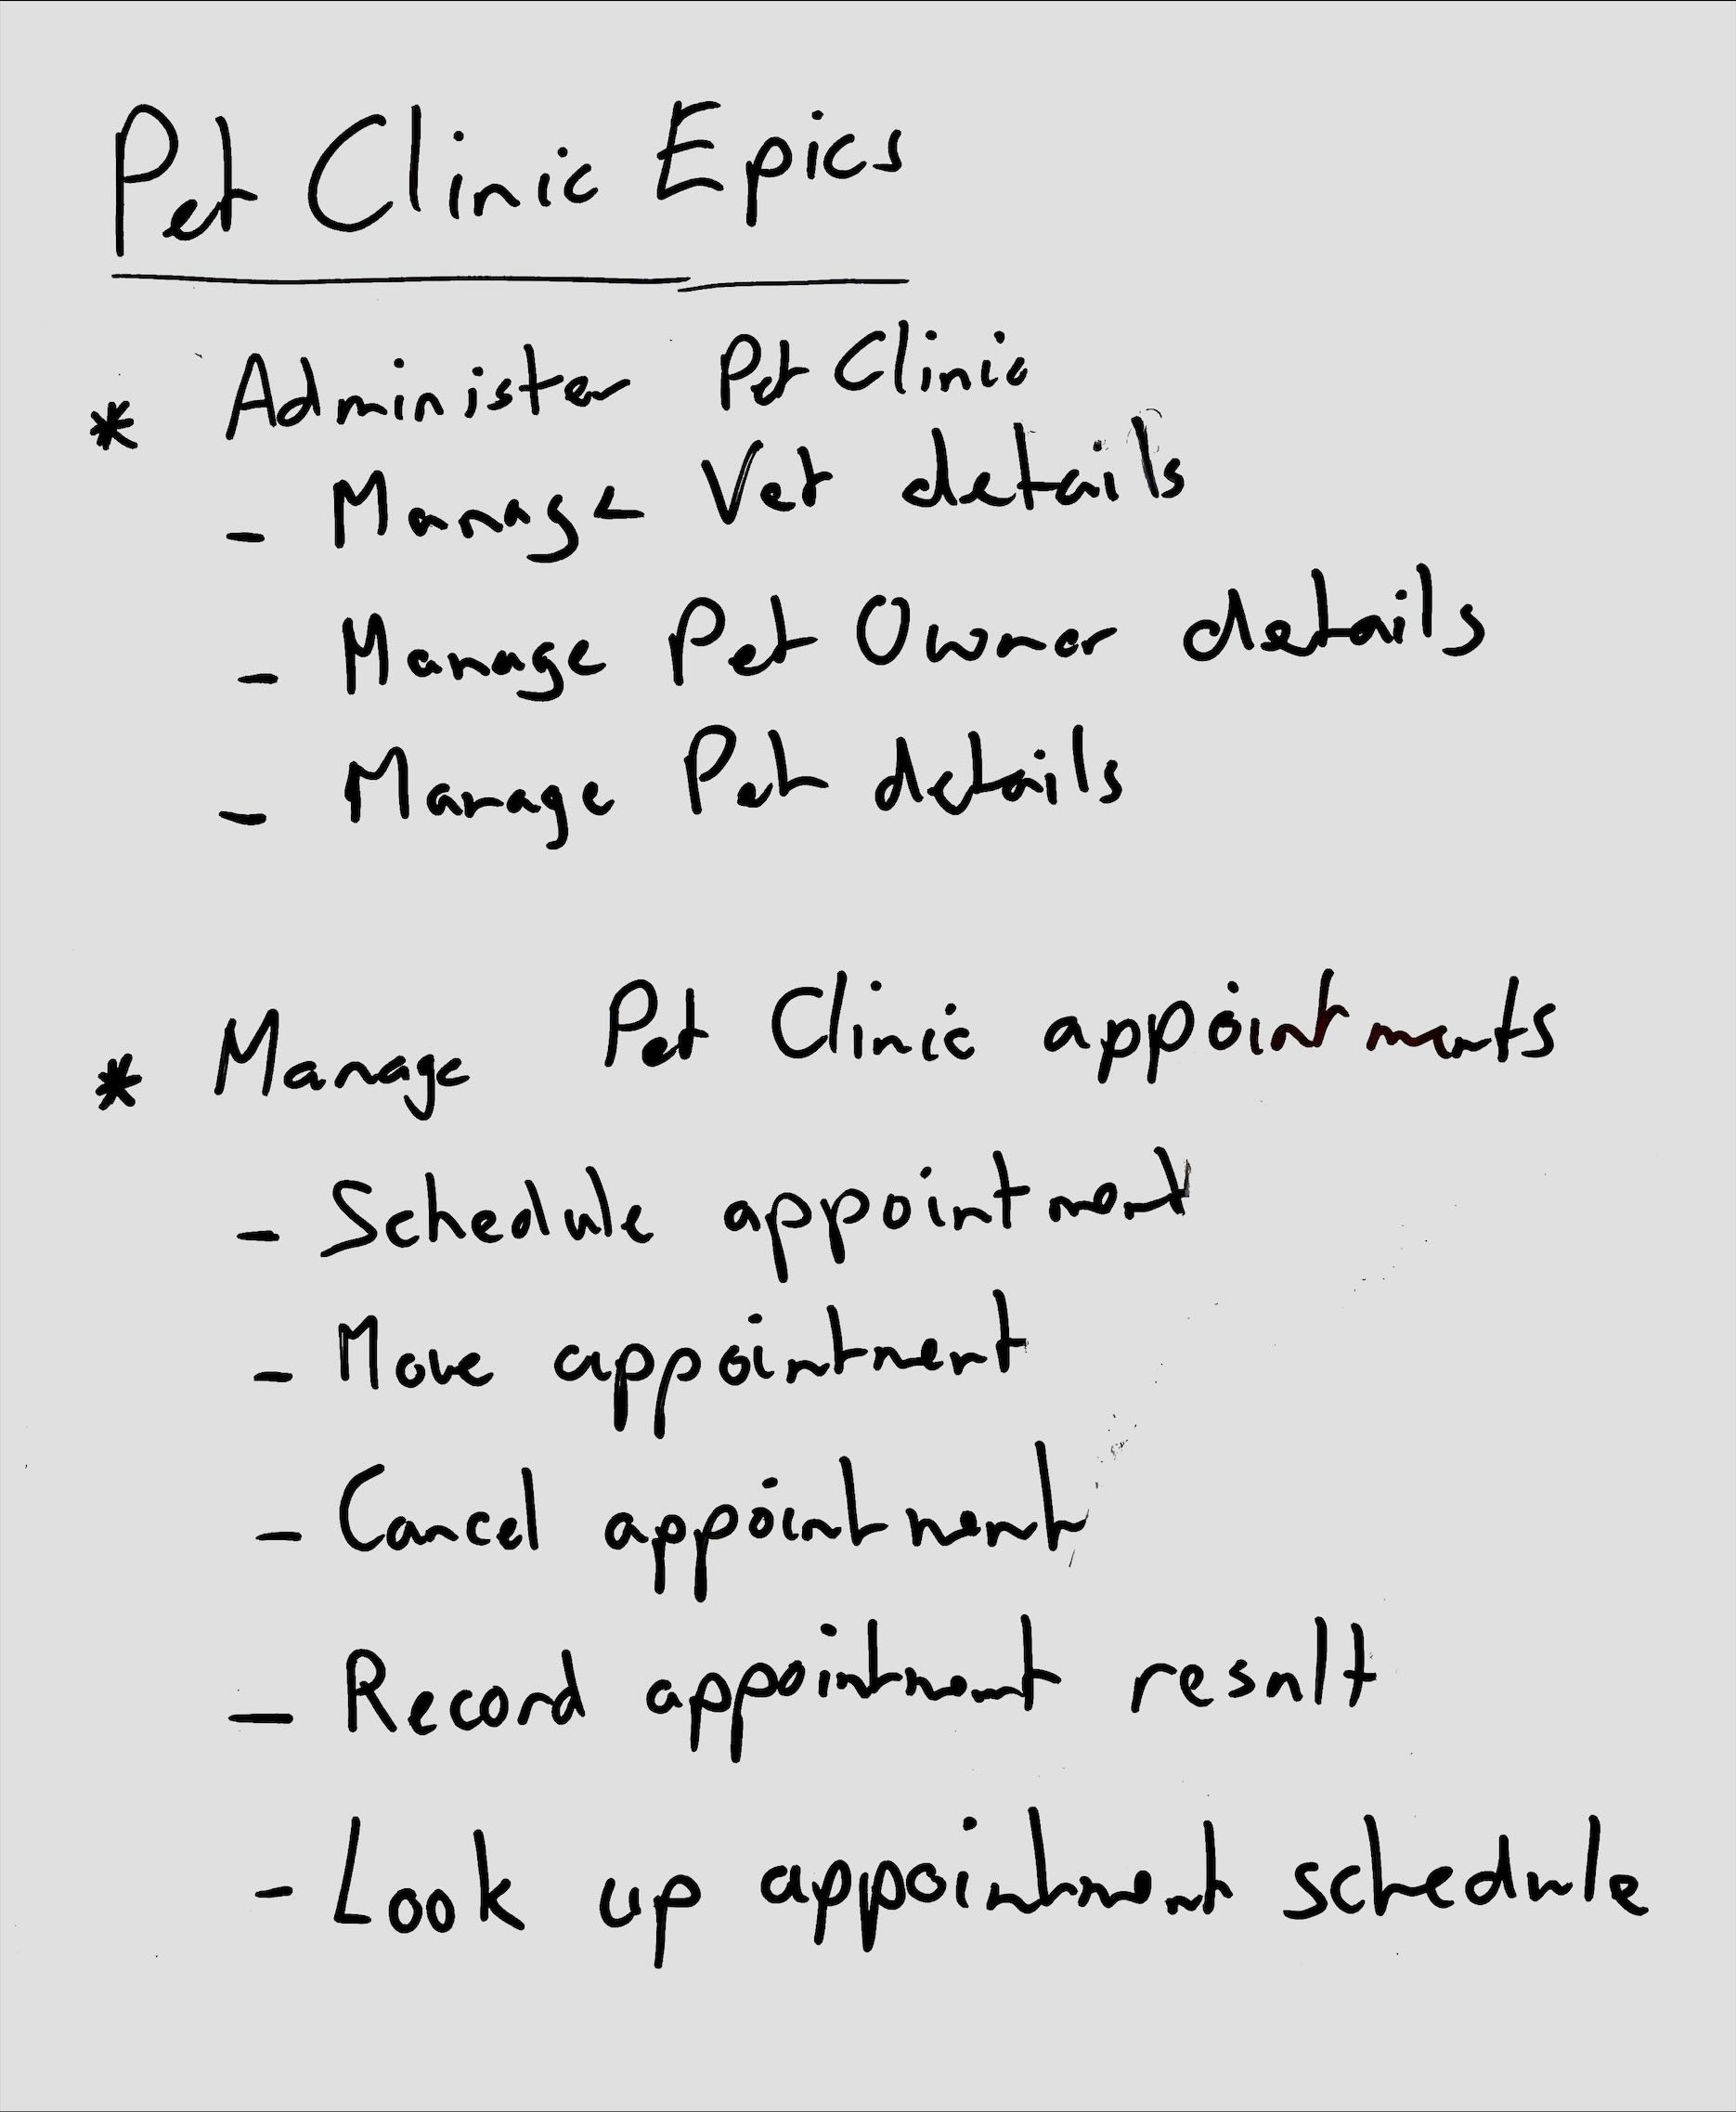 Pet Clinic Epics
* Administer Pet Clinic
- Manage Vet details
- Manage Pet Owner details
- Manage Pet details
* Manage Pet Clinic appointments
- Schedule appointment
- Move appointment
- Cancel appointment
- Record appointment result
- Look up appointment schedule